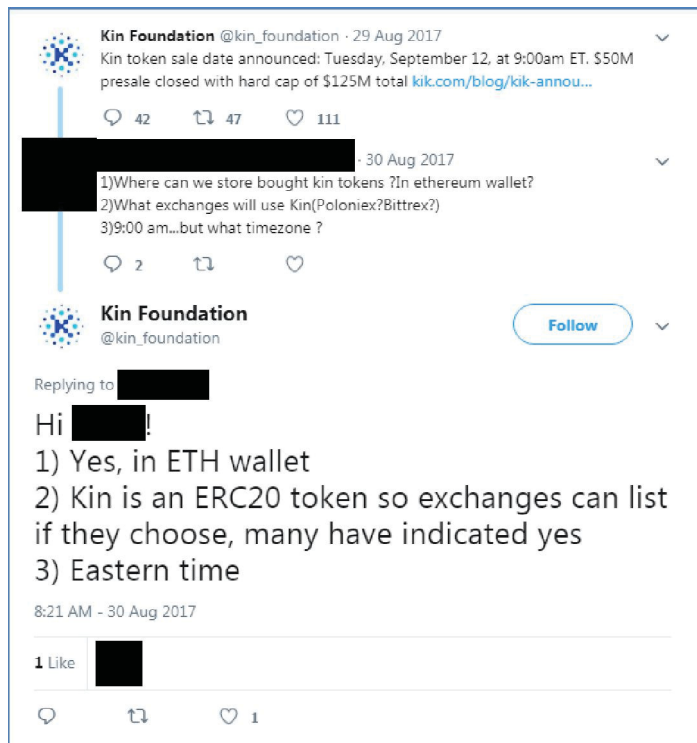 Kin Foundation @kin_foundation · 29 Aug 2017
Kin token sale date announced: Tuesday, September 12, at 9:00am ET. $50M
presale closed with hard cap of $125M total kik.com/blog/kik-annou...
42 47 111
· 30 Aug 2017
1)Where can we store bought kin tokens ?In ethereum wallet?
2)What exchanges will use Kin(Poloniex?Bittrex?)
3)9:00 am...but what timezone ?
2
Kin Foundation
@kin_foundation
Follow
Replying to
Hi !
1) Yes, in ETH wallet
2) Kin is an ERC20 token so exchanges can list
if they choose, many have indicated yes
3) Eastern time
8:21 AM - 30 Aug 2017
1 Like
1